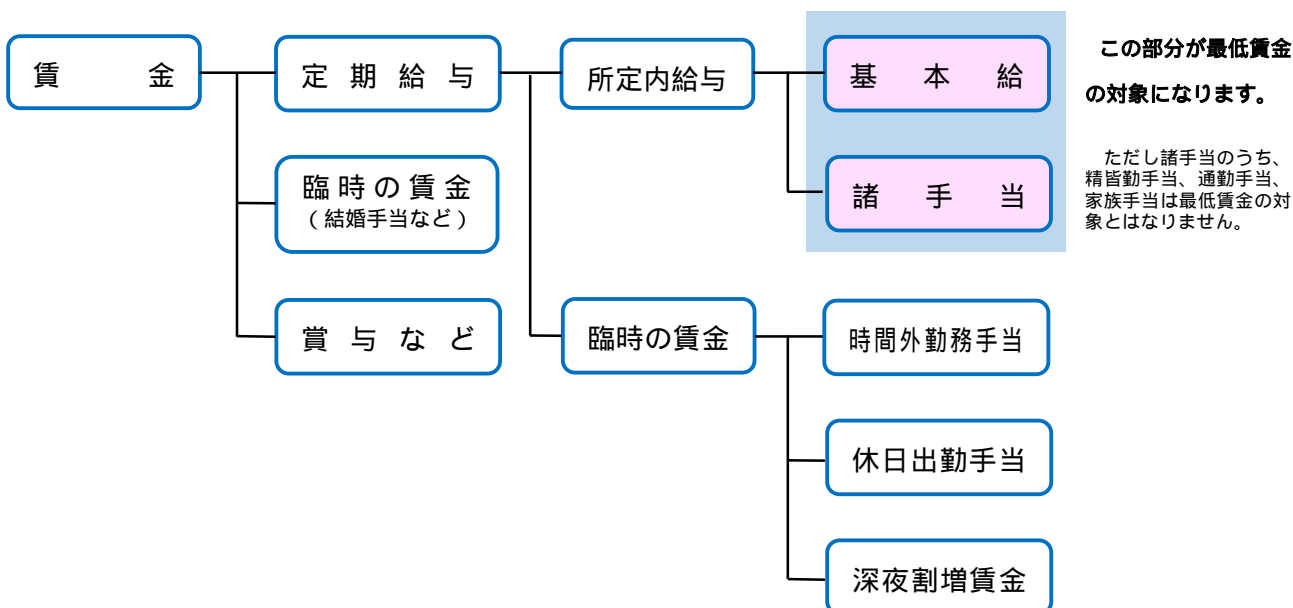 賃金
定期給与
所定内給与
基本給
この部分が最低賃金
の対象になります。
ただし諸手当のうち、
精皆勤手当、通勤手当、
家族手当は最低賃金の対
象とはなりません。
諸手当
臨時の賃金
(結婚手当など)
賞与など
臨時の賃金
時間外勤務手当
休日出勤手当
深夜割増賃金